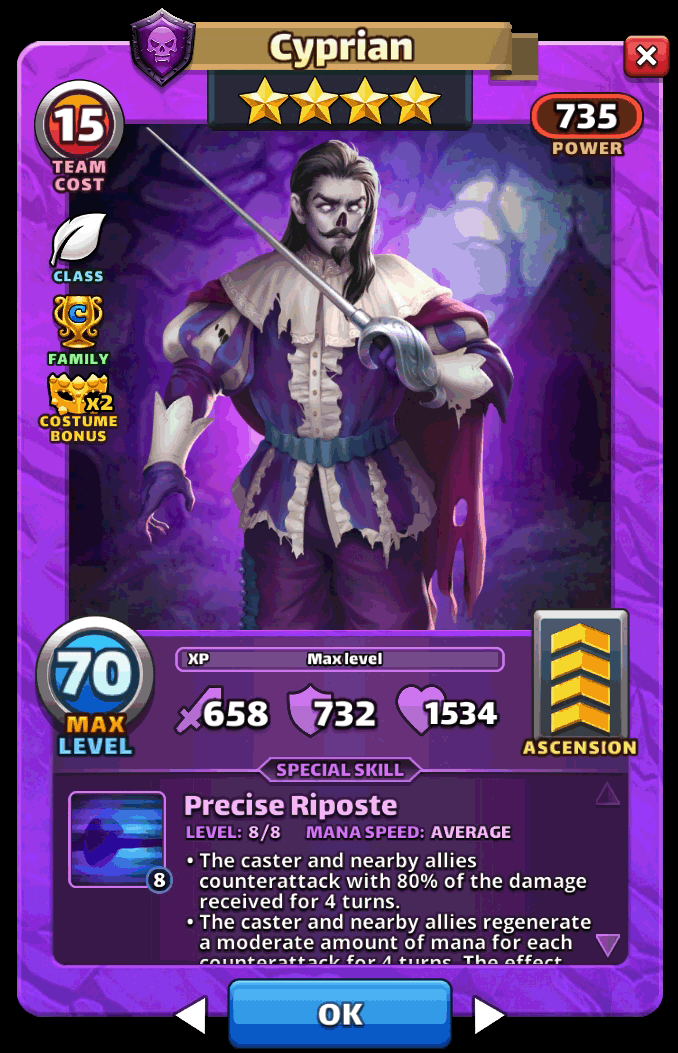 Cyprian
15
TEAM
COST
735
POWER
CLASS
C
FAMILY
x2
COSTUME
BONUS
70
MAX
LEVEL
XP Max level
658 732 1534
ASCENSION
SPECIAL SKILL
Precise Riposte
LEVEL: 8/8 MANA SPEED: AVERAGE
8
• The caster and nearby allies
counterattack with 80% of the damage
received for 4 turns.
• The caster and nearby allies regenerate
a moderate amount of mana for each
counterattack for 4 turns. The effect
OK